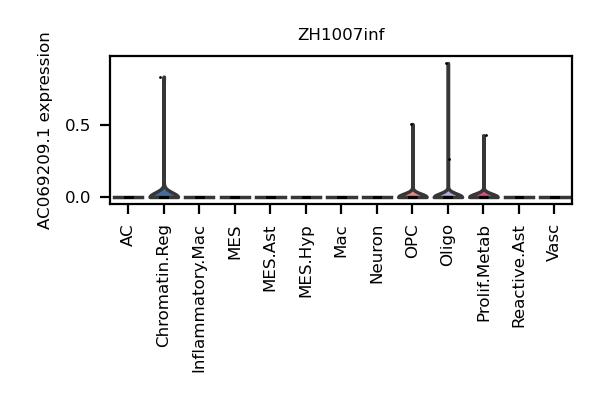 ZH1007inf
AC069209.1 expression
0.5
0.0
AC
Chromatin.Reg
Inflammatory.Mac
MES
MES.Ast
MES.Hyp
Mac
Neuron
OPC
Oligo
Prolif.Metab
Reactive.Ast
Vasc